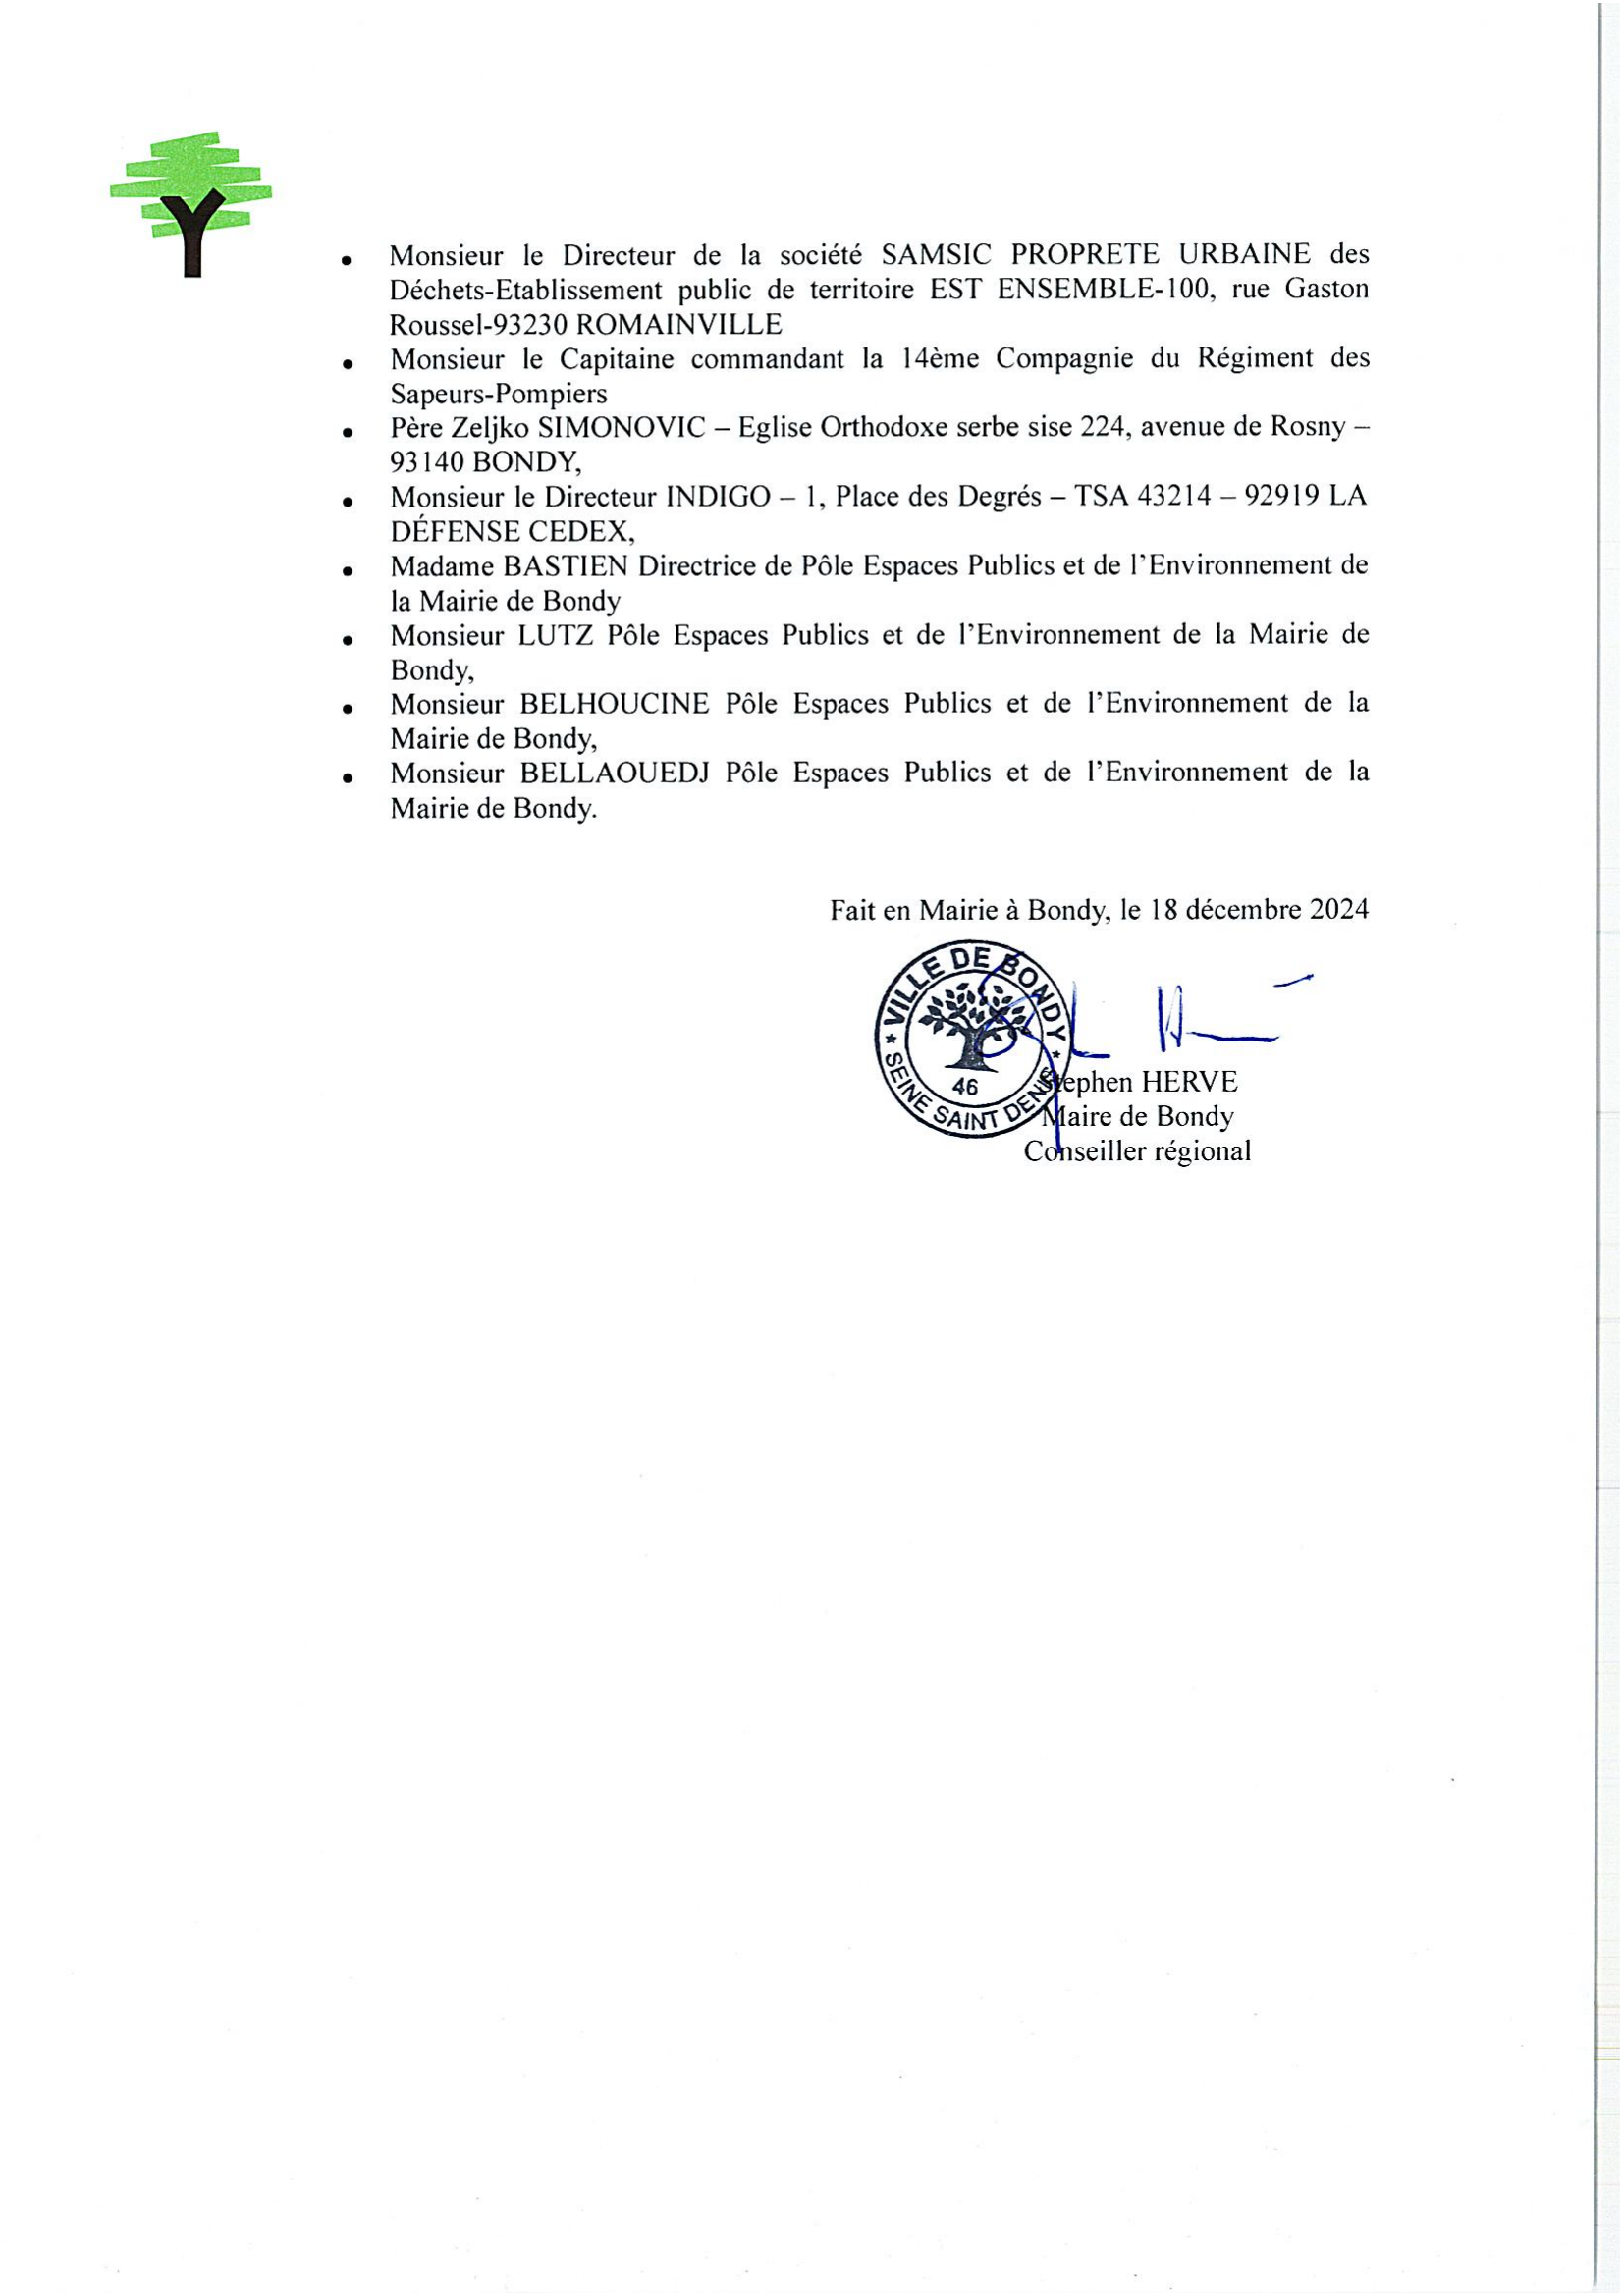 • Monsieur le Directeur de la société SAMSIC PROPRETE URBAINE des
Déchets-Etablissement public de territoire EST ENSEMBLE-100, rue Gaston
Roussel-93230 ROMAINVILLE
• Monsieur le Capitaine commandant la 14ème Compagnie du Régiment des
Sapeurs-Pompiers
• Père Zeljko SIMONOVIC – Eglise Orthodoxe serbe sise 224, avenue de Rosny –
93140 BONDY,
• Monsieur le Directeur INDIGO – 1, Place des Degrés – TSA 43214 – 92919 LA
DÉFENSE CEDEX,
• Madame BASTIEN Directrice de Pôle Espaces Publics et de l’Environnement de
la Mairie de Bondy
• Monsieur LUTZ Pôle Espaces Publics et de l’Environnement de la Mairie de
Bondy,
• Monsieur BELHOUCINE Pôle Espaces Publics et de l’Environnement de la
Mairie de Bondy,
• Monsieur BELLAOUEDJ Pôle Espaces Publics et de l’Environnement de la
Mairie de Bondy.
Fait en Mairie à Bondy, le 18 décembre 2024
★ VILLE DE BONDY ★
46
SEINE SAINT DENIS
Stephen HERVE
Maire de Bondy
Conseiller régional